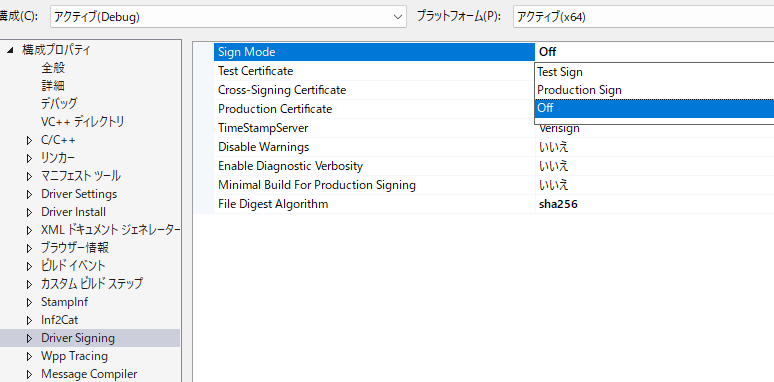 構成(C):
アクティブ(Debug)
プラットフォーム(P):
アクティブ(x64)
構成プロパティ
全般
詳細
デバッグ
VC++ ディレクトリ
C/C++
リンカー
マニフェスト ツール
Driver Settings
Driver Install
XML ドキュメント ジェネレーター
ブラウザー情報
ビルド イベント
カスタム ビルド ステップ
StampInf
Inf2Cat
Driver Signing
Wpp Tracing
Message Compiler
Sign Mode
Off
Test Certificate
Test Sign
Cross-Signing Certificate
Production Sign
Production Certificate
Off
TimeStampServer
Verisign
Disable Warnings
いいえ
Enable Diagnostic Verbosity
いいえ
Minimal Build For Production Signing
いいえ
File Digest Algorithm
sha256